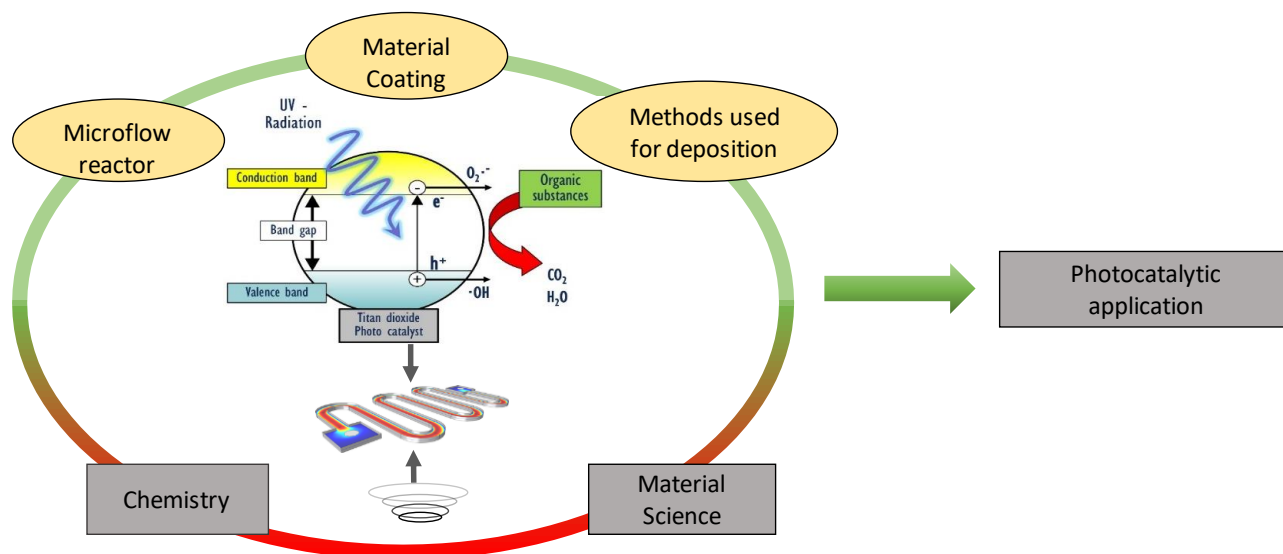 Material
Coating
Microflow
reactor
Methods used
for deposition
UV -
Radiation
Conduction band
O₂·⁻
Organic
substances
e⁻
Band gap
h⁺
Valence band
·OH
CO₂
H₂O
Titan dioxide
Photo catalyst
Photocatalytic
application
Chemistry
Material
Science